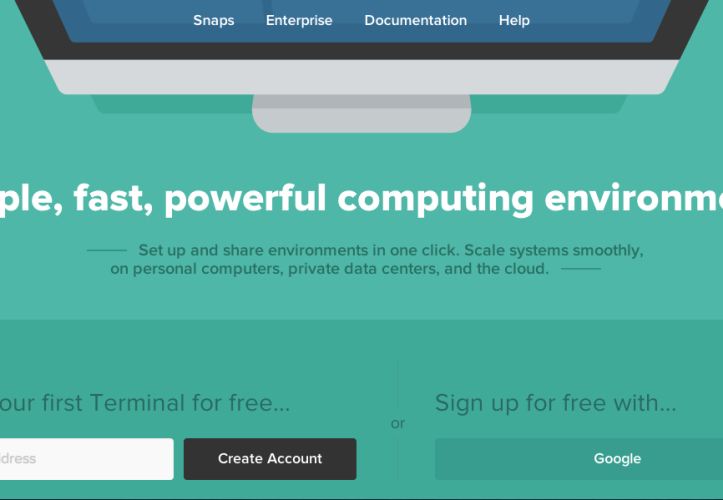 Snaps Enterprise Documentation Help
ple, fast, powerful computing environme
Set up and share environments in one click. Scale systems smoothly,
on personal computers, private data centers, and the cloud.
our first Terminal for free...
or
Sign up for free with...
dress
Create Account
Google